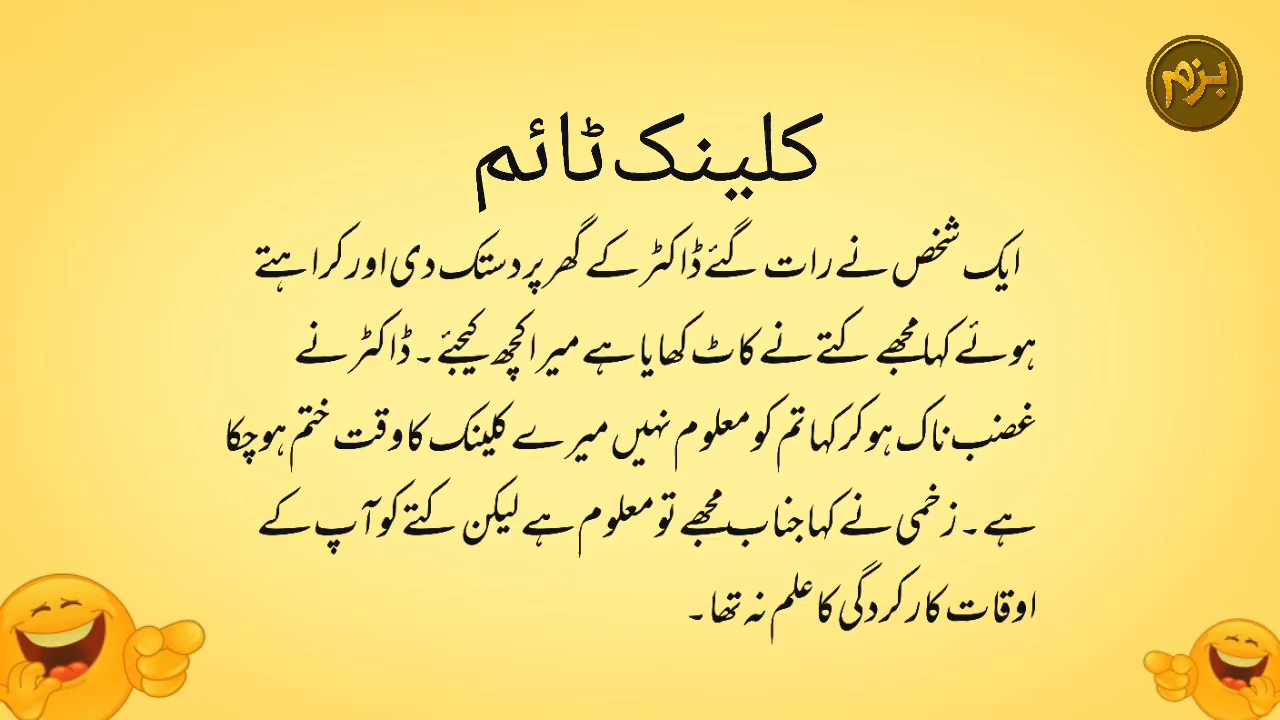 بزم
کلینک ٹائم
ایک شخص نے رات گئے ڈاکٹر کے گھر پر دستک دی اور کراہتے
ہوئے کہا مجھے کتے نے کاٹ کھایا ہے میرا کچھ کیجئے۔ ڈاکٹر نے
غضب ناک ہو کر کہا تم کو معلوم نہیں میرے کلینک کا وقت ختم ہو چکا
ہے۔ زخمی نے کہا جناب مجھے تو معلوم ہے لیکن کتے کو آپ کے
اوقات کار کردگی کا علم نہ تھا۔